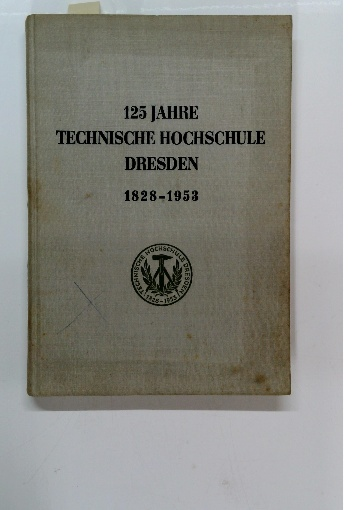 125 JAHRE
TECHNISCHE HOCHSCHULE
DRESDEN
1828-1953
TECHNISCHE HOCHSCHULE DRESDEN
1828-1953